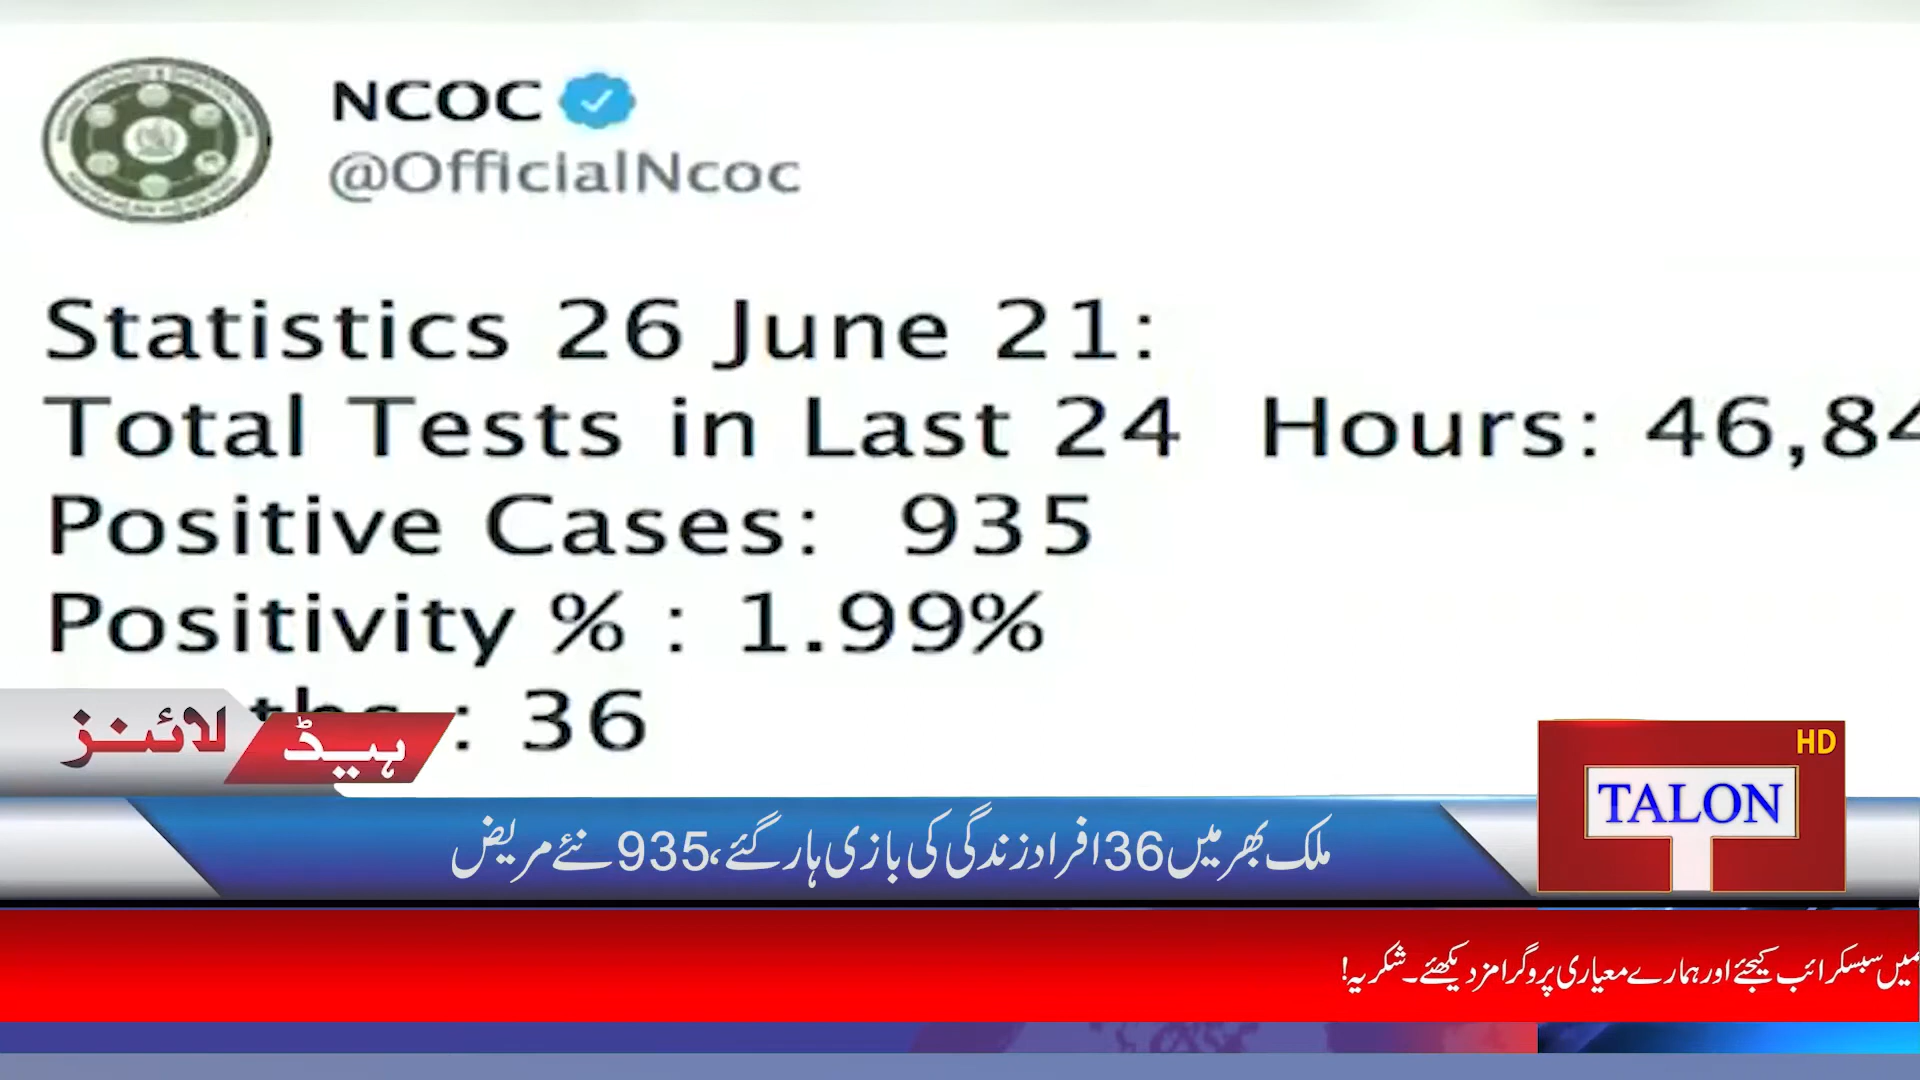 NCOC
@OfficialNcoc
Statistics 26 June 21:
Total Tests in Last 24 Hours: 46,84
Positive Cases: 935
Positivity % : 1.99%
: 36
ہیڈ لائنز
HD
TALON
ملک بھر میں 36 افراد زندگی کی بازی ہار گئے، 935 نئے مریض
سبسکرائب کیجئے اور ہمارے معیاری پروگرامز دیکھئے۔ شکریہ!